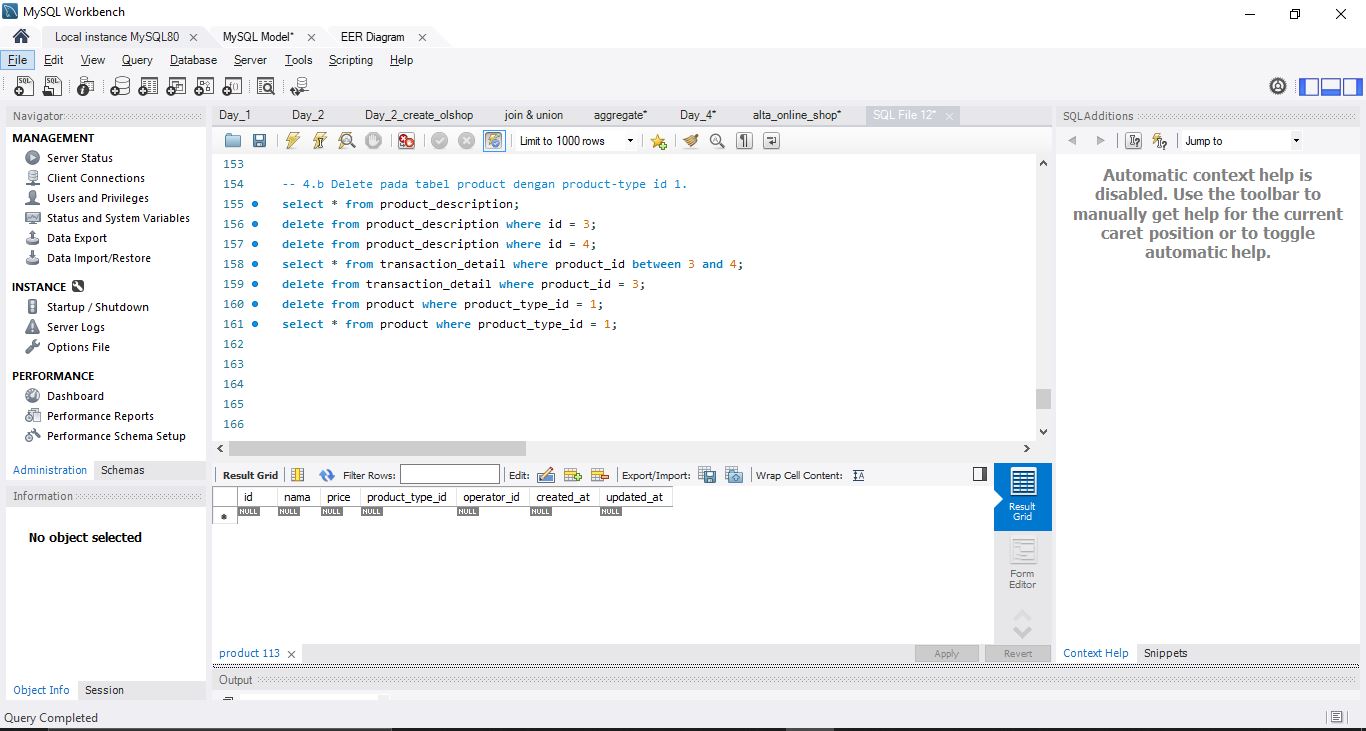 MySQL Workbench
Local instance MySQL80 × MySQL Model* × EER Diagram ×
File Edit View Query Database Server Tools Scripting Help
Navigator
MANAGEMENT
Server Status
Client Connections
Users and Privileges
Status and System Variables
Data Export
Data Import/Restore
INSTANCE
Startup / Shutdown
Server Logs
Options File
PERFORMANCE
Dashboard
Performance Reports
Performance Schema Setup
Administration Schemas
Information
No object selected
Object Info Session
Day_1 Day_2 Day_2_create_olshop join & union aggregate* Day_4* alta_online_shop* SQL File 12* ×
Limit to 1000 rows
153
154 -- 4.b Delete pada tabel product dengan product-type id 1.
155 select * from product_description;
156 delete from product_description where id = 3;
157 delete from product_description where id = 4;
158 select * from transaction_detail where product_id between 3 and 4;
159 delete from transaction_detail where product_id = 3;
160 delete from product where product_type_id = 1;
161 select * from product where product_type_id = 1;
162
163
164
165
166
Result Grid Filter Rows: Edit: Export/Import: Wrap Cell Content:
id nama price product_type_id operator_id created_at updated_at
NULL NULL NULL NULL NULL NULL NULL
Result
Grid
Form
Editor
product 113 × Apply Revert
Output
SQLAdditions
Jump to
Automatic context help is
disabled. Use the toolbar to
manually get help for the current
caret position or to toggle
automatic help.
Context Help Snippets
Query Completed